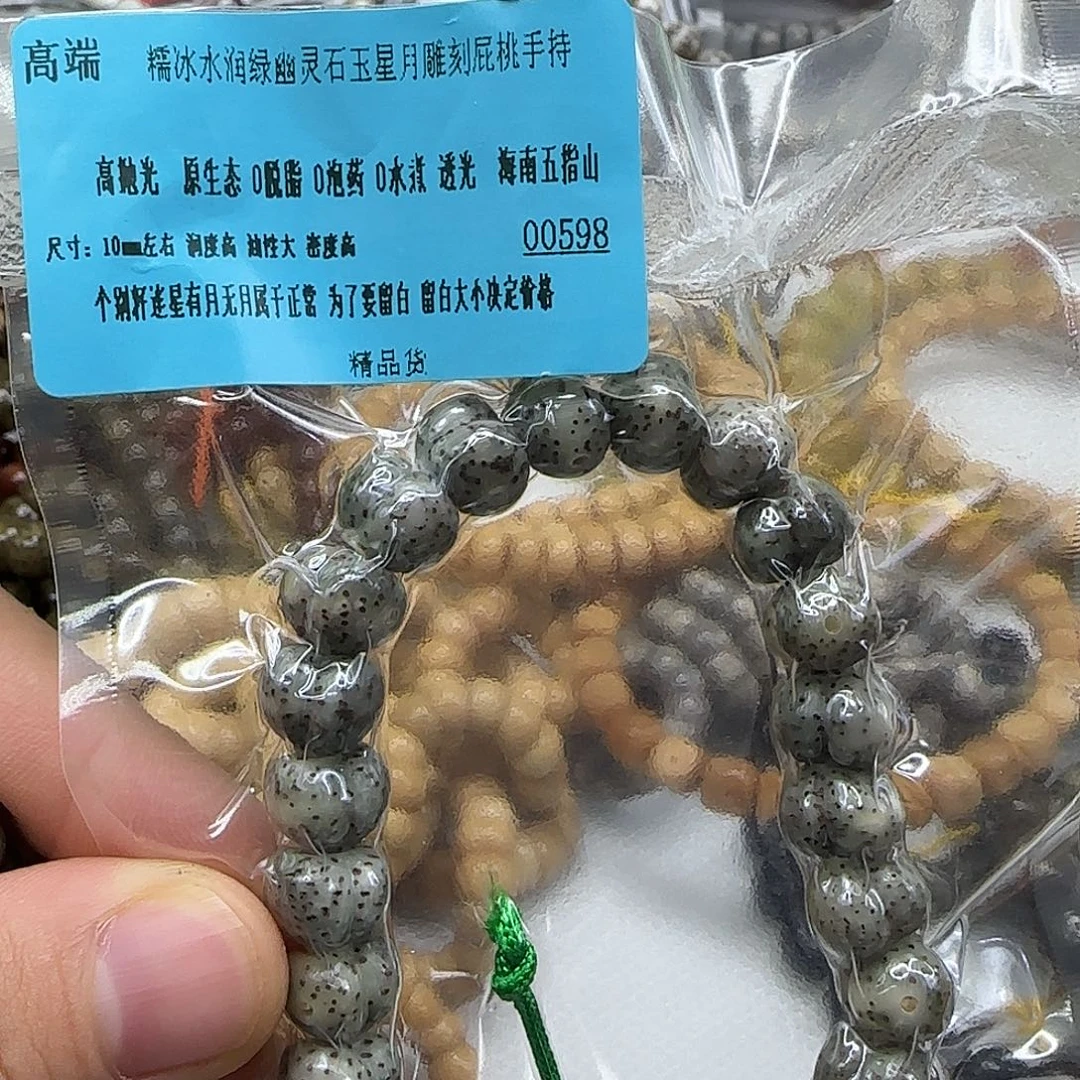 高端 糯冰水润绿幽灵石玉星月雕刻屁桃手持
高抛光 原生态 0脱脂 0泡药 0水煮 透光 海南五指山
尺寸：10mm左右 润度高 油性大 密度高 00598
个别籽连星有月无月属于正常 为了要留白 留白大小决定价格
精品货